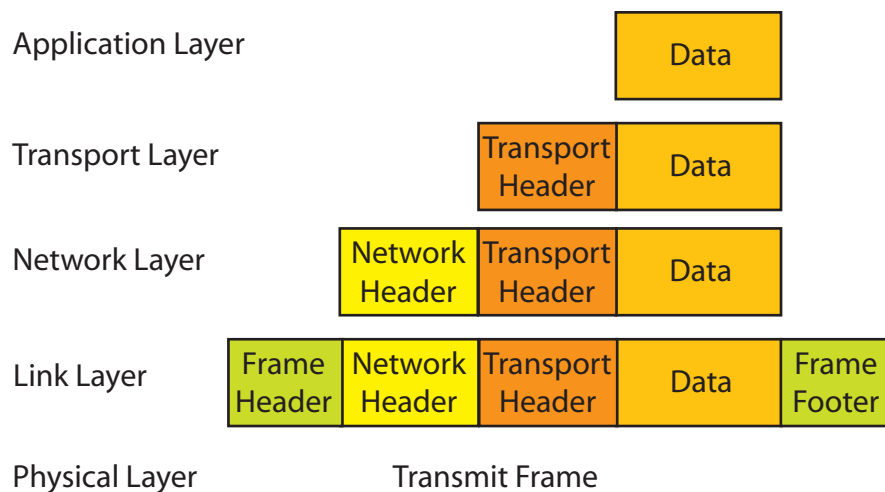 Application Layer
Data
Transport Layer
Transport
Header
Data
Network Layer
Network
Header
Transport
Header
Data
Link Layer
Frame
Header
Network
Header
Transport
Header
Data
Frame
Footer
Physical Layer
Transmit Frame